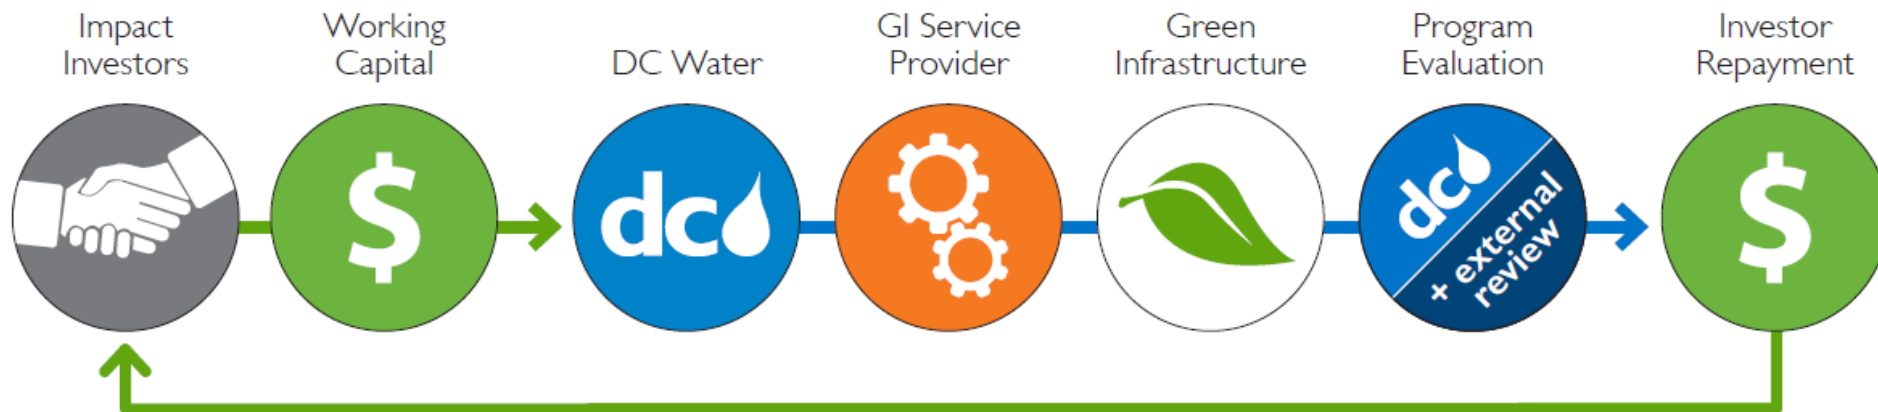 Impact
Investors
Working
Capital
DC Water
GI Service
Provider
Green
Infrastructure
Program
Evaluation
Investor
Repayment
$
dc
dc
+ external
review
$